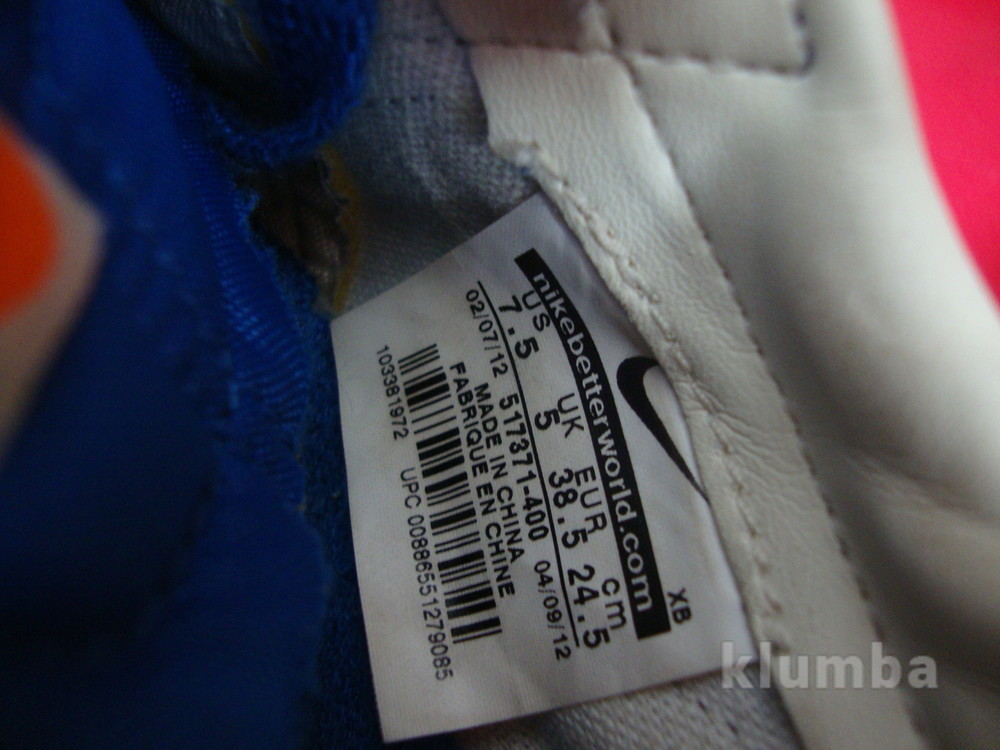 XB
nikebetterworld.com
US UK EUR cm
7.5 5 38.5 24.5
02/07/12 517371-400 04/09/12
MADE IN CHINA
FABRIQUE EN CHINE
103381972 UPC 00886551279085
klumba